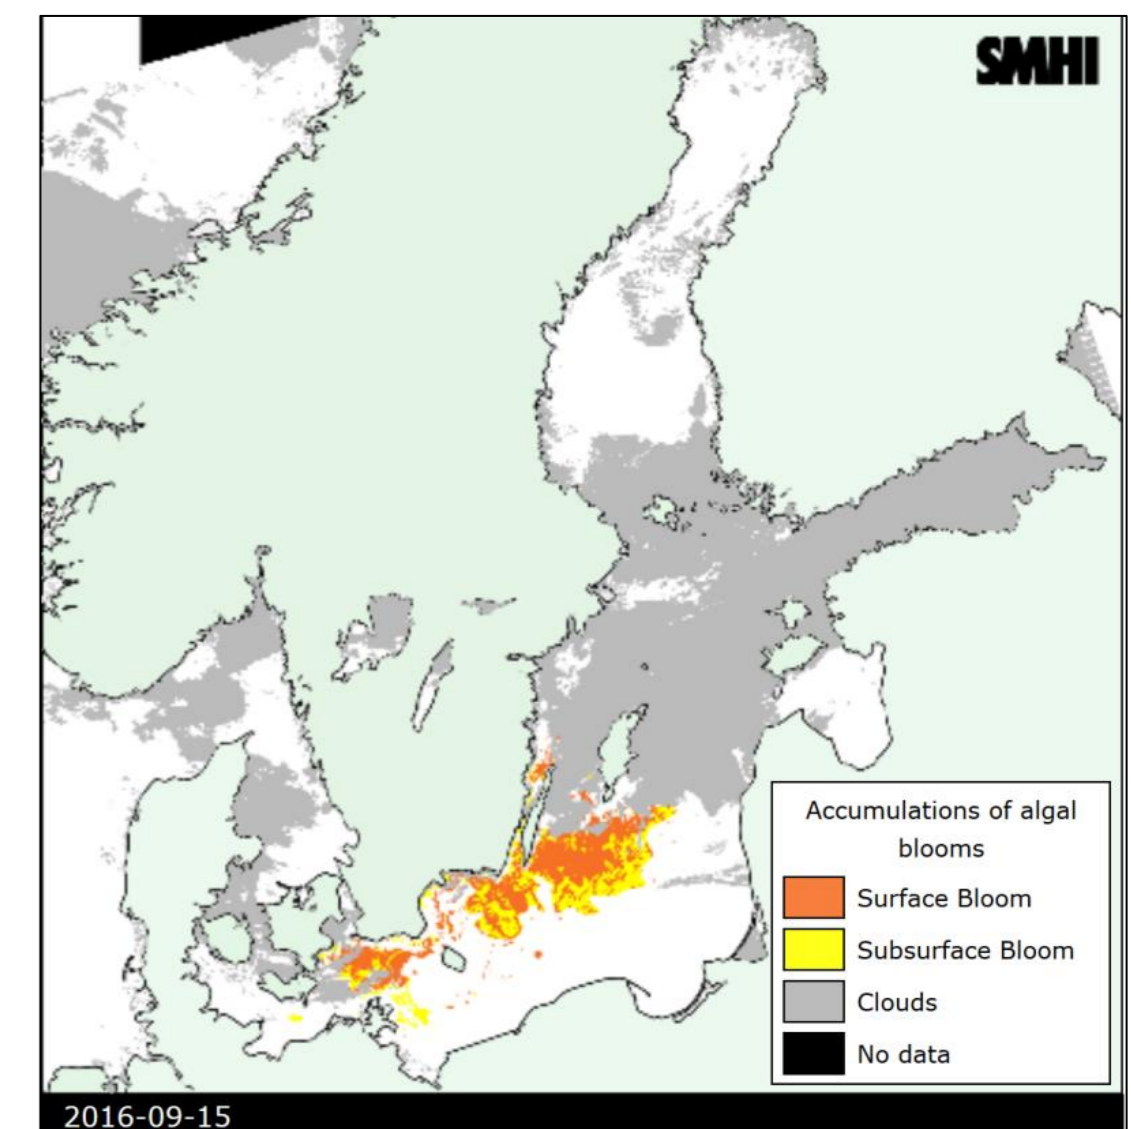 SMHI
Accumulations of algal
blooms
Surface Bloom
Subsurface Bloom
Clouds
No data
2016-09-15